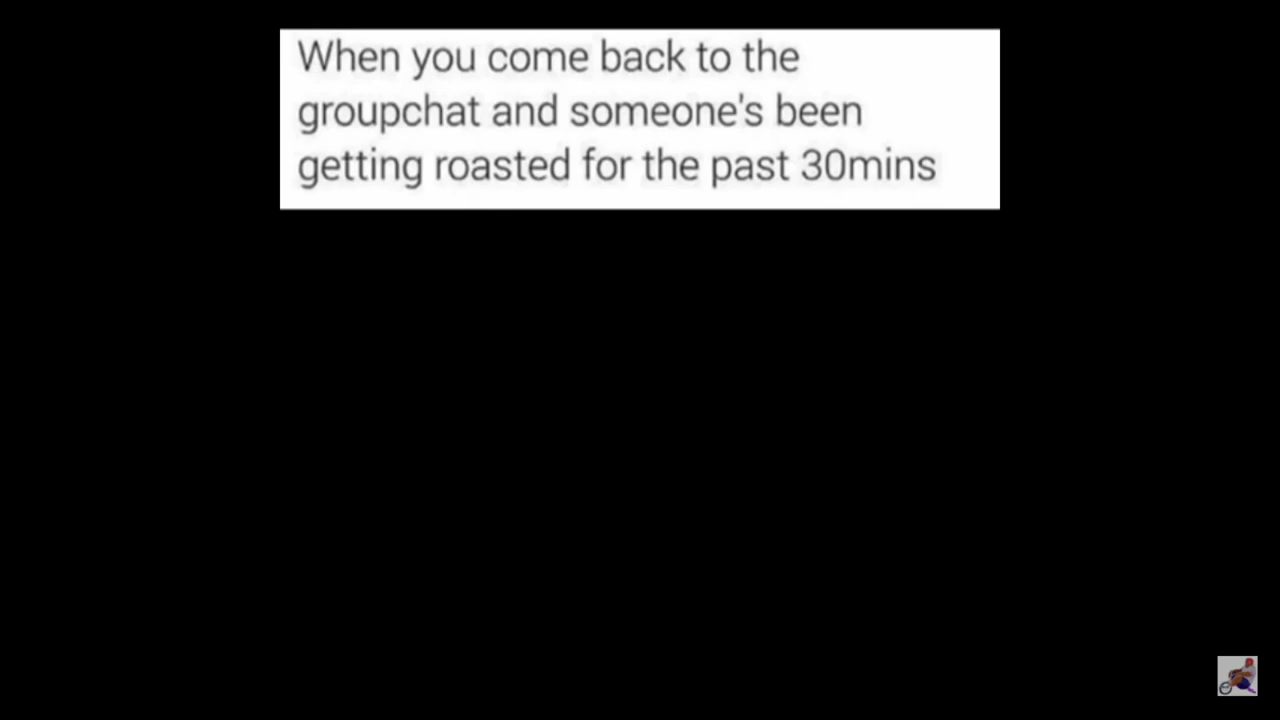 When you come back to the
groupchat and someone's been
getting roasted for the past 30mins